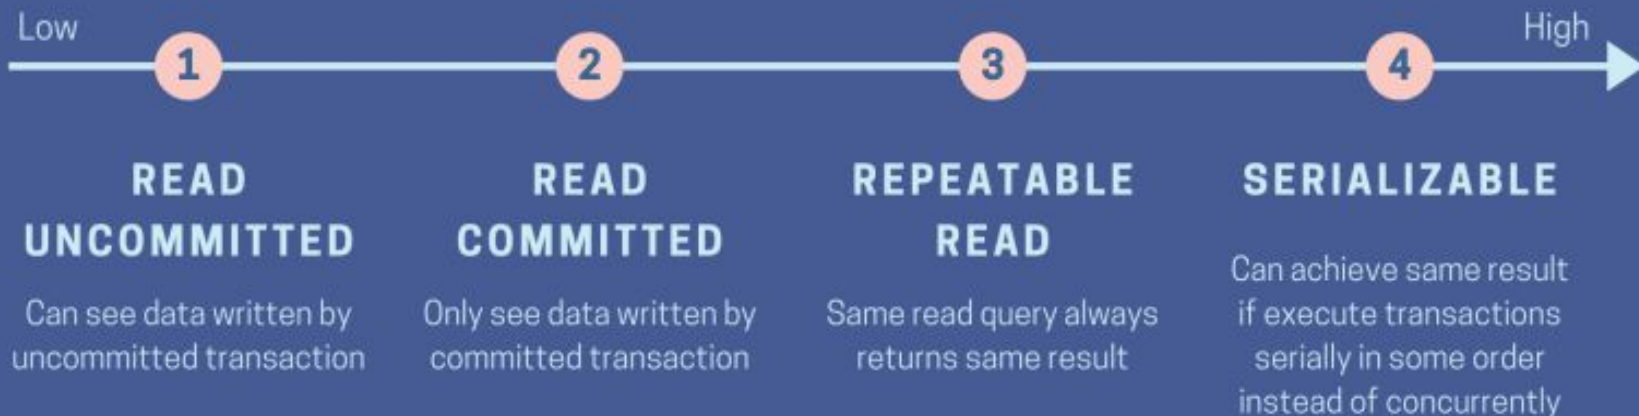 Low
High
1
2
3
4
READ
UNCOMMITTED
Can see data written by
uncommitted transaction
READ
COMMITTED
Only see data written by
committed transaction
REPEATABLE
READ
Same read query always
returns same result
SERIALIZABLE
Can achieve same result
if execute transactions
serially in some order
instead of concurrently